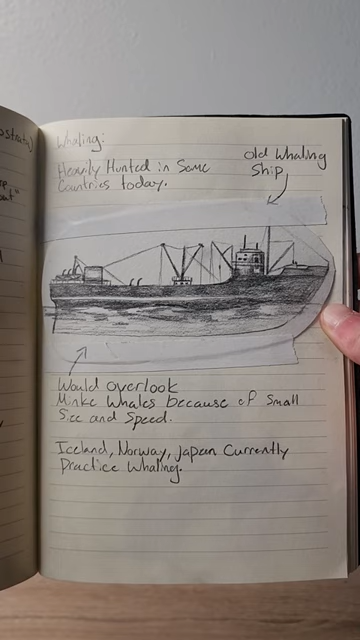 Whaling:
Heavily Hunted in Some
Countries today.
old Whaling
Ship
Would overlook
Minke Whales because of Small
Size and Speed.
Iceland, Norway, japan Currently
Practice Whaling.